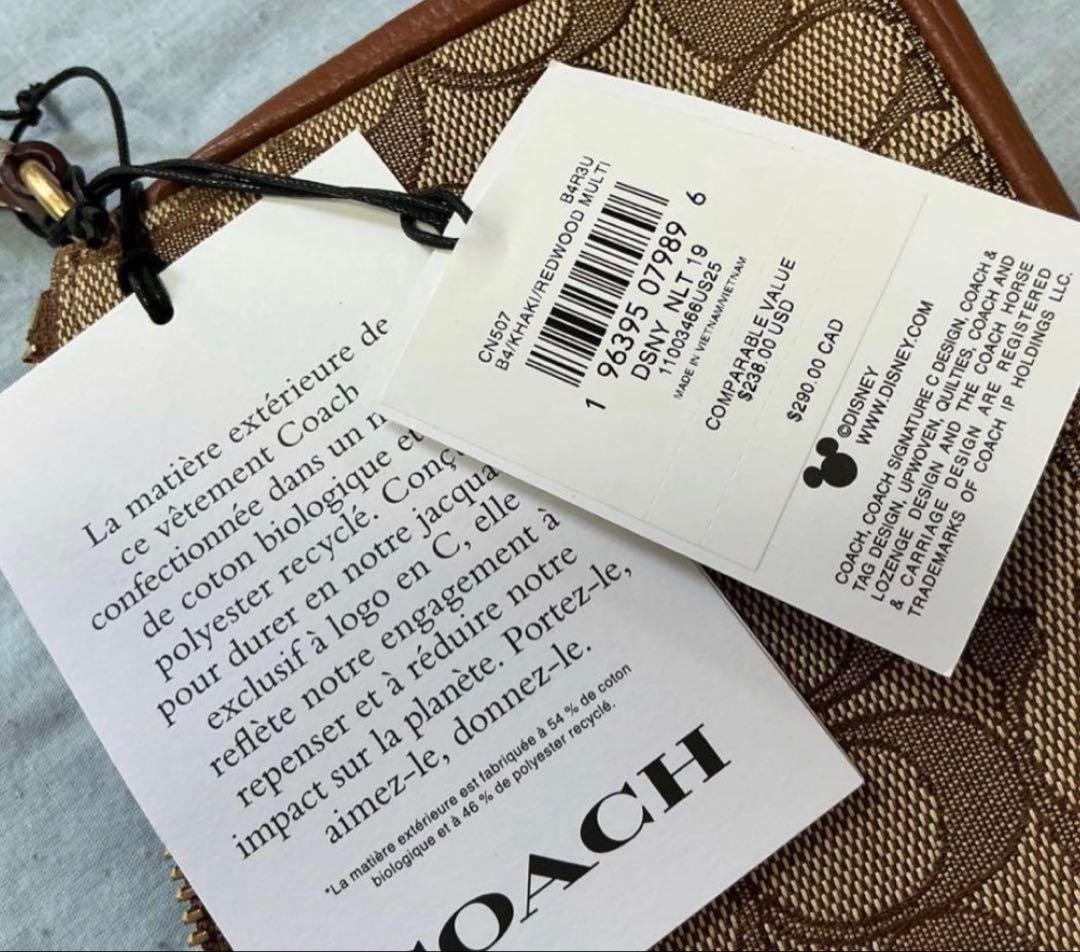 CN507 B4R3U
B4/KHAKI/REDWOOD MULTI
1 96395 07989 6
DSNY NLT 19
11003466US25
MADE IN VIETNAM/VIETNAM
COMPARABLE VALUE
$238.00 USD
$290.00 CAD
©DISNEY
WWW.DISNEY.COM
COACH, COACH SIGNATURE C DESIGN, COACH &
TAG DESIGN, UPWOVEN, QUILTIES, COACH AND
LOZENGE DESIGN AND THE COACH HORSE
& CARRIAGE DESIGN ARE REGISTERED
TRADEMARKS OF COACH IP HOLDINGS LLC.
La matière extérieure de
ce vêtement Coach
confectionnée dans un
de coton biologique et
polyester recyclé.
pour durer en notre
exclusif à logo en C, elle
reflète notre engagement à
repenser et à réduire notre
impact sur la planète. Portez-le,
aimez-le, donnez-le.
*La matière extérieure est fabriquée à 54 % de coton
biologique et à 46 % de polyester recyclé.
OACH